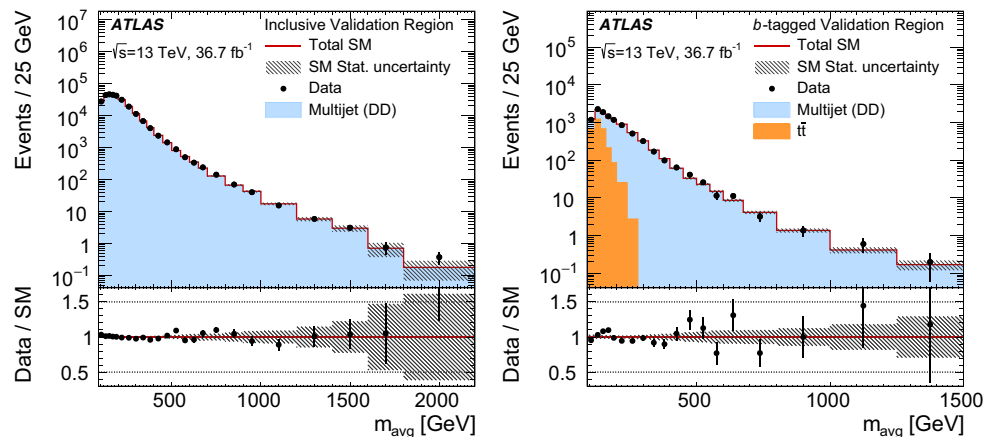 ATLAS Inclusive Validation Region
√s=13 TeV, 36.7 fb⁻¹
Total SM
SM Stat. uncertainty
Data
Multijet (DD)
Events / 25 GeV
10⁷
10⁶
10⁵
10⁴
10³
10²
10
1
10⁻¹
Data / SM
1.5
1
0.5
500 1000 1500 2000
m_avg [GeV]
ATLAS b-tagged Validation Region
√s=13 TeV, 36.7 fb⁻¹
Total SM
SM Stat. uncertainty
Data
Multijet (DD)
tt̄
Events / 25 GeV
10⁵
10⁴
10³
10²
10
1
10⁻¹
Data / SM
1.5
1
0.5
500 1000 1500
m_avg [GeV]